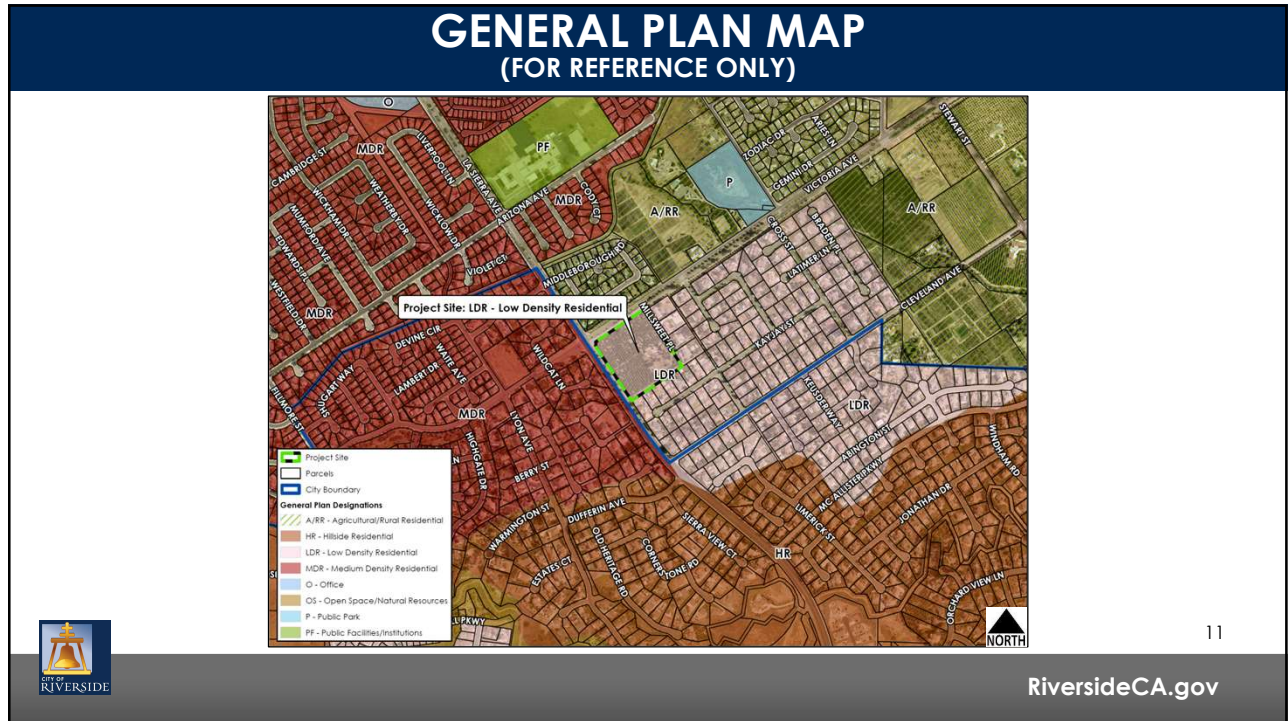 GENERAL PLAN MAP
(FOR REFERENCE ONLY)
O
STEWART ST
MDR
LIVERPOOL LN
LA SIERRA AVE
PF
ZODIAC DR
ARIES LN
CAMBRIDGE ST
GEMINI DR
VICTORIA AVE
P
WICKHAM DR
WEATHERBY DR
MUMFORD AVE
WICKLOW DR
ARIZONA AVE
MDR
CODY CT
A/RR
A/RR
EDWARDS PL
CROSS ST
BRADEN PL
VIOLET CT
MIDDLEBOROUGH RD
LATIMER LN
WESTFIELD DR
CLEVELAND AVE
MDR
Project Site: LDR - Low Density Residential
MILLSWEET PL
DEVINE CIR
KAYJAY ST
WAITE AVE
WILDCAT LN
LAMBERT DR
LDR
KEUSDER WAY
LDR
FILLMORE ST
MDR
LYON AVE
HIGHGATE DR
ABINGTON ST
WINDHAM RD
BERRY ST
MC ALLISTER PKWY
JONATHAN DR
WARMINGTON ST
DUFFERIN AVE
SIERRA VIEW CT
LIMERICK ST
HR
ESTATES CT
OLD HERITAGE RD
CORNERSTONE RD
ORCHARD VIEW LN
Project Site
Parcels
City Boundary
General Plan Designations
A/RR - Agricultural/Rural Residential
HR - Hillside Residential
LDR - Low Density Residential
MDR - Medium Density Residential
O - Office
OS - Open Space/Natural Resources
P - Public Park
PF - Public Facilities/Institutions
NORTH
11
CITY OF
RIVERSIDE
RiversideCA.gov